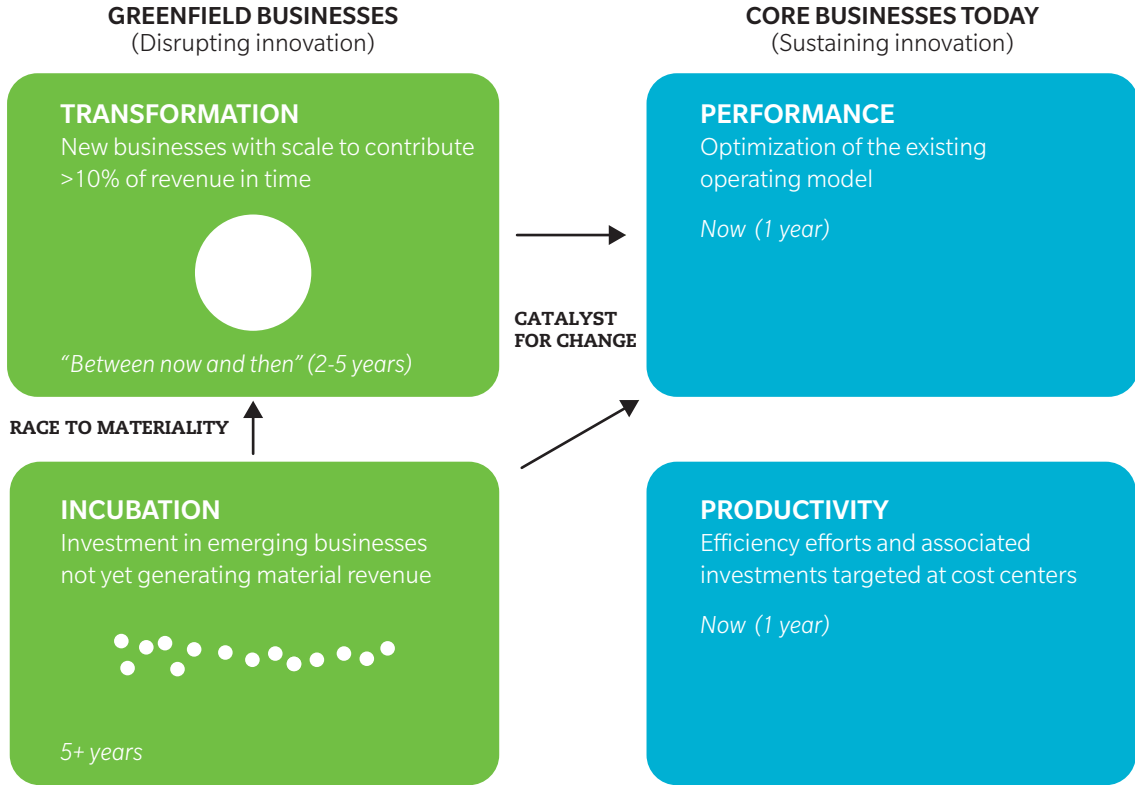 GREENFIELD BUSINESSES
(Disrupting innovation)
CORE BUSINESSES TODAY
(Sustaining innovation)
TRANSFORMATION
New businesses with scale to contribute
>10% of revenue in time
“Between now and then” (2-5 years)
PERFORMANCE
Optimization of the existing
operating model
Now (1 year)
CATALYST
FOR CHANGE
RACE TO MATERIALITY
INCUBATION
Investment in emerging businesses
not yet generating material revenue
5+ years
PRODUCTIVITY
Efficiency efforts and associated
investments targeted at cost centers
Now (1 year)